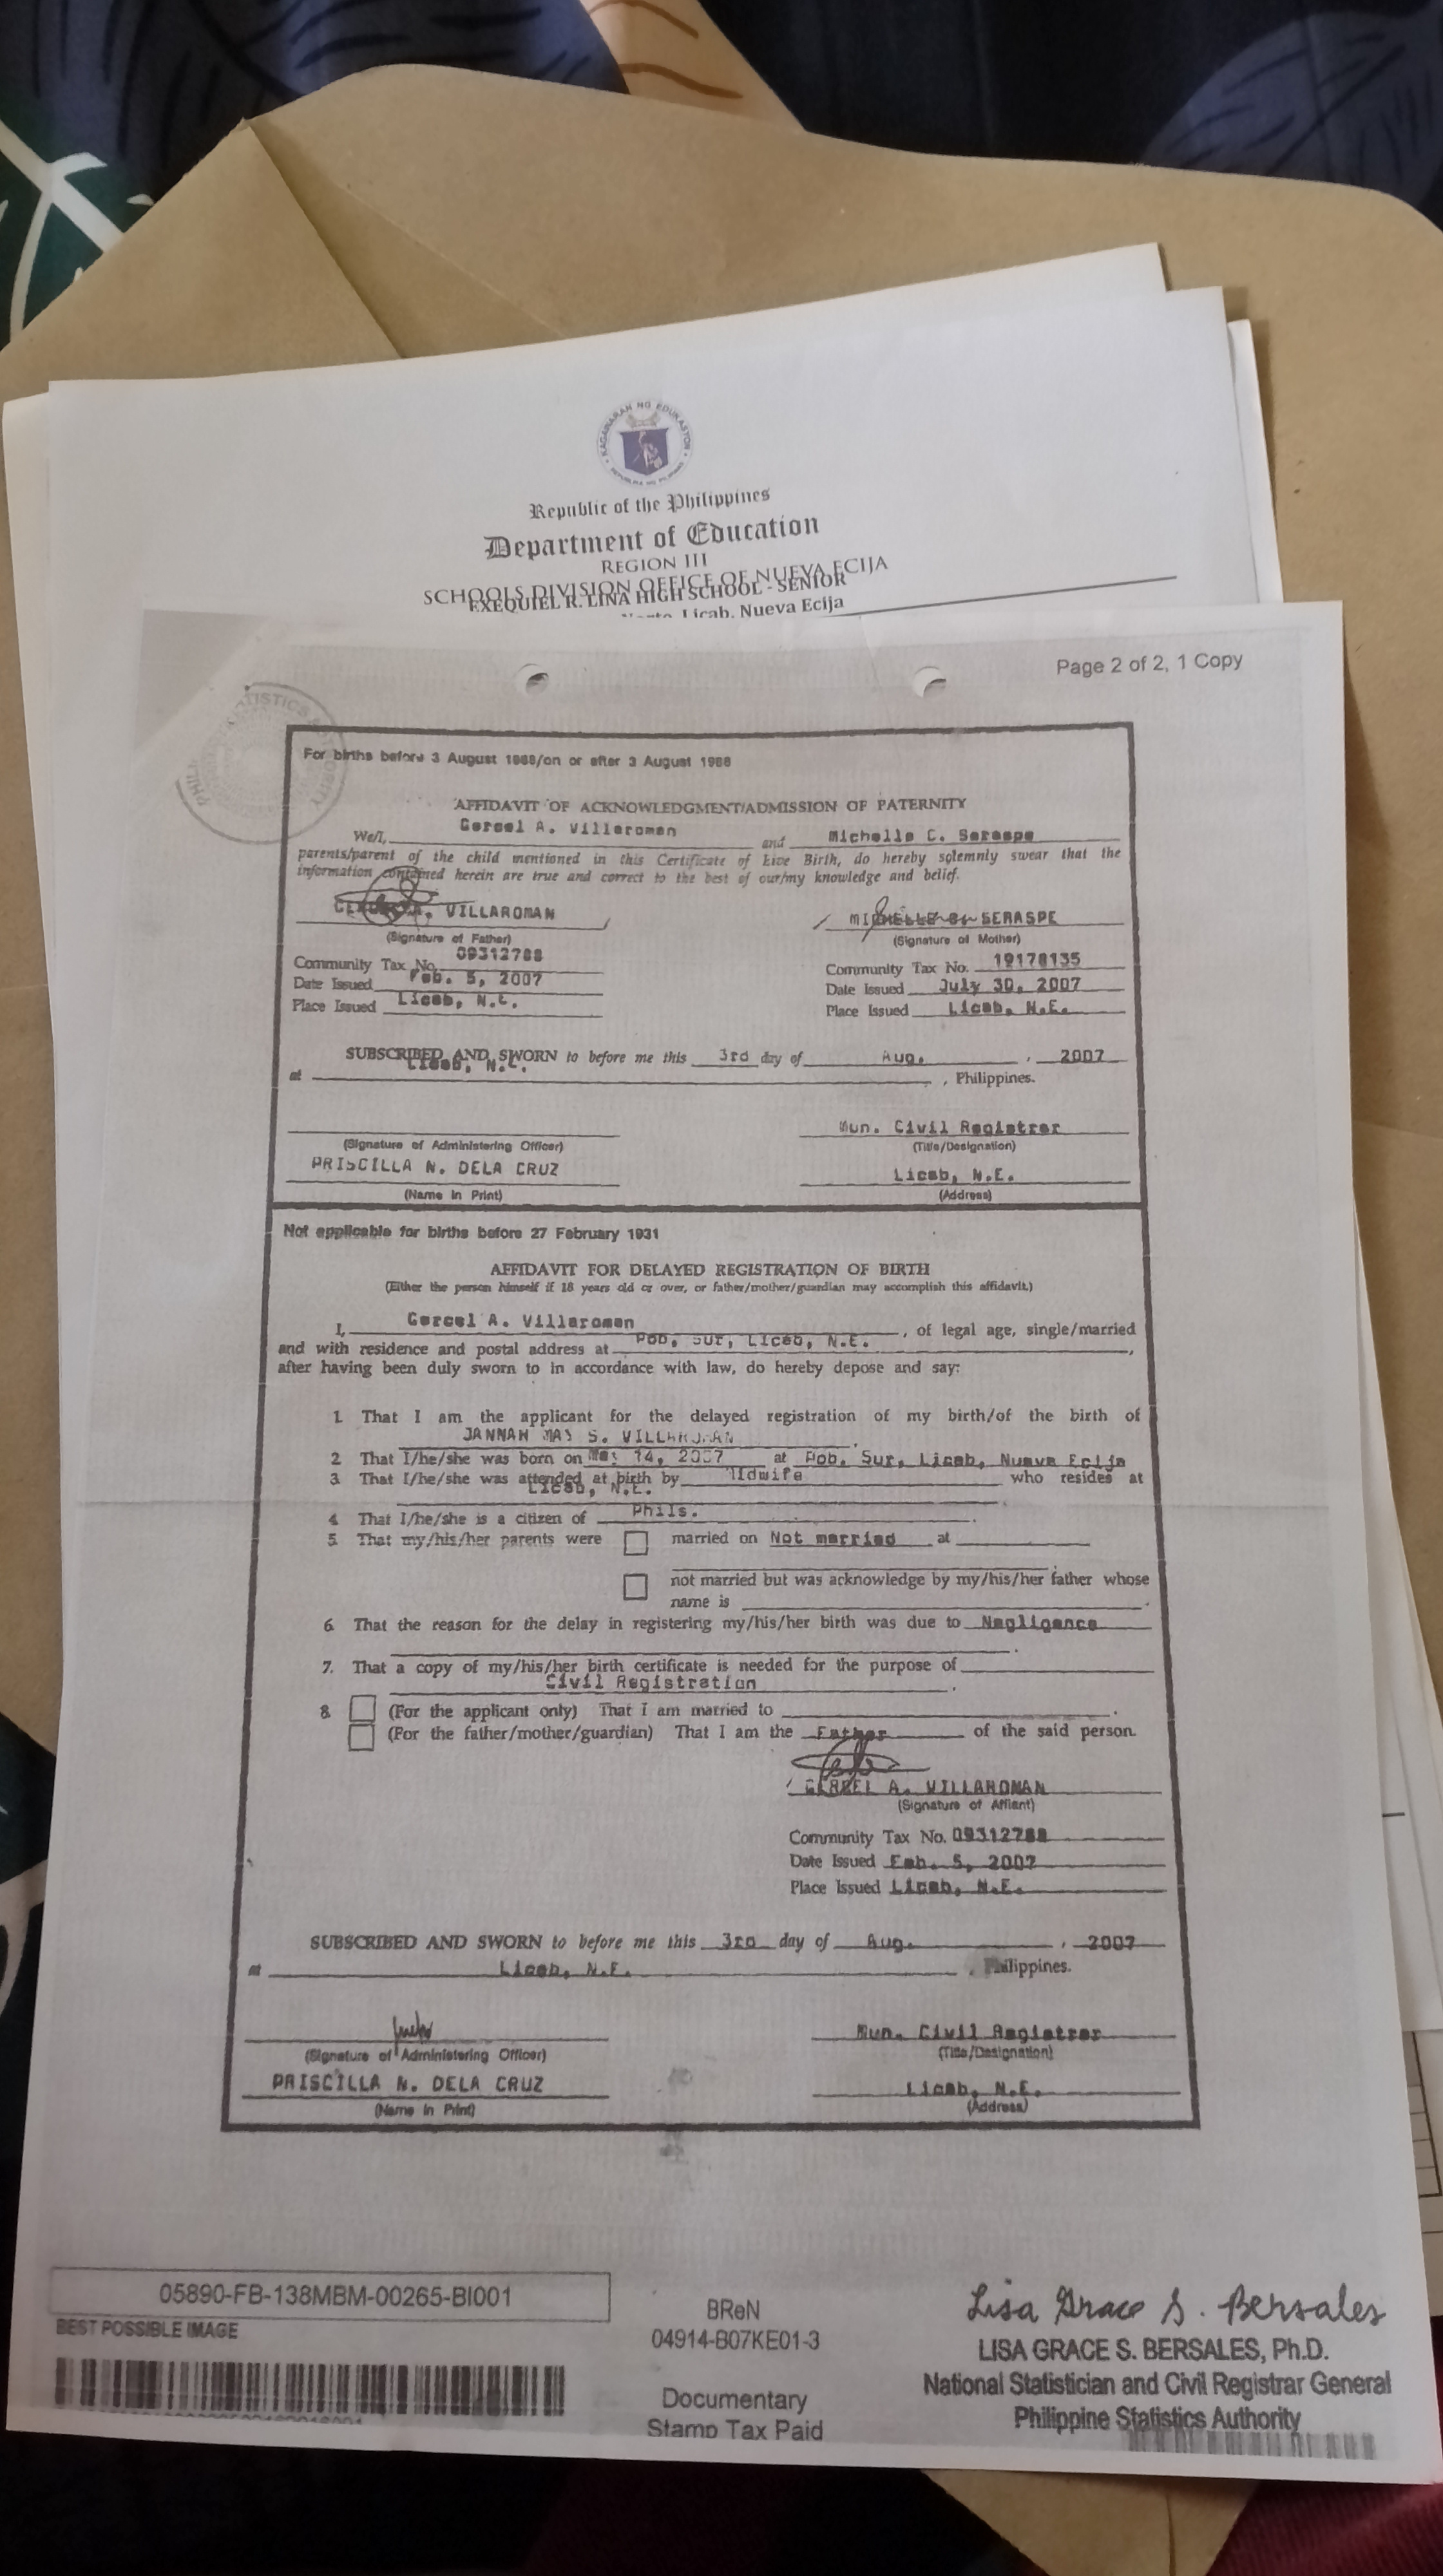 KAGAWARAN NG EDUKASYON
REPUBLIKA NG PILIPINAS
Republic of the Philippines
Department of Education
REGION III
SCHOOLS DIVISION OFFICE OF NUEVA ECIJA
EXEQUIEL R. LINA HIGH SCHOOL - SENIOR
Licab, Nueva Ecija
Page 2 of 2, 1 Copy
For births before 3 August 1988/on or after 3 August 1988
AFFIDAVIT OF ACKNOWLEDGMENT/ADMISSION OF PATERNITY
We/I, Gercel A. Villaroman and Michelle C. Seraspe
parents/parent of the child mentioned in this Certificate of Live Birth, do hereby solemnly swear that the
information contained herein are true and correct to the best of our/my knowledge and belief.
A. VILLAROMAN MICHELLE SERASPE
(Signature of Father) (Signature of Mother)
Community Tax No. 09312788 Community Tax No. 19178135
Date Issued Feb. 5, 2007 Date Issued July 30, 2007
Place Issued Licab, N.E. Place Issued Licab, N.E.
SUBSCRIBED AND SWORN to before me this 3rd day of Aug. , 2007
at Licab, N.E. , Philippines.
Mun. Civil Registrar
(Signature of Administering Officer) (Title/Designation)
PRISCILLA N. DELA CRUZ Licab, N.E.
(Name in Print) (Address)
Not applicable for births before 27 February 1931
AFFIDAVIT FOR DELAYED REGISTRATION OF BIRTH
(Either the person himself if 18 years old or over, or father/mother/guardian may accomplish this affidavit.)
I, Gercel A. Villaroman , of legal age, single/married
and with residence and postal address at Pob. Sur, Licab, N.E. ,
after having been duly sworn to in accordance with law, do hereby depose and say:
1. That I am the applicant for the delayed registration of my birth/of the birth of
JANNAH MAY S. VILLAROMAN .
2 That I/he/she was born on May 14, 2007 at Pob. Sur, Licab, Nueva Ecija
3. That I/he/she was attended at birth by Midwife who resides at
Licab, N.E. .
4 That I/he/she is a citizen of Phils. .
5. That my/his/her parents were married on Not married at
.
not married but was acknowledge by my/his/her father whose
name is .
6. That the reason for the delay in registering my/his/her birth was due to Negligence
.
7. That a copy of my/his/her birth certificate is needed for the purpose of
Civil Registration .
8. (For the applicant only) That I am married to .
(For the father/mother/guardian) That I am the Father of the said person.
GERCEL A. VILLAROMAN
(Signature of Affiant)
Community Tax No. 09312788
Date Issued Feb. 5, 2007
Place Issued Licab, N.E.
SUBSCRIBED AND SWORN to before me this 3rd day of Aug. , 2007
at Licab, N.E. , Philippines.
Mun. Civil Registrar
(Signature of Administering Officer) (Title/Designation)
PRISCILLA N. DELA CRUZ Licab, N.E.
(Name in Print) (Address)
05890-FB-138MBM-00265-BI001
BEST POSSIBLE IMAGE
BReN
04914-B07KE01-3
Documentary
Stamp Tax Paid
Lisa Grace S. Bersales
LISA GRACE S. BERSALES, Ph.D.
National Statistician and Civil Registrar General
Philippine Statistics Authority